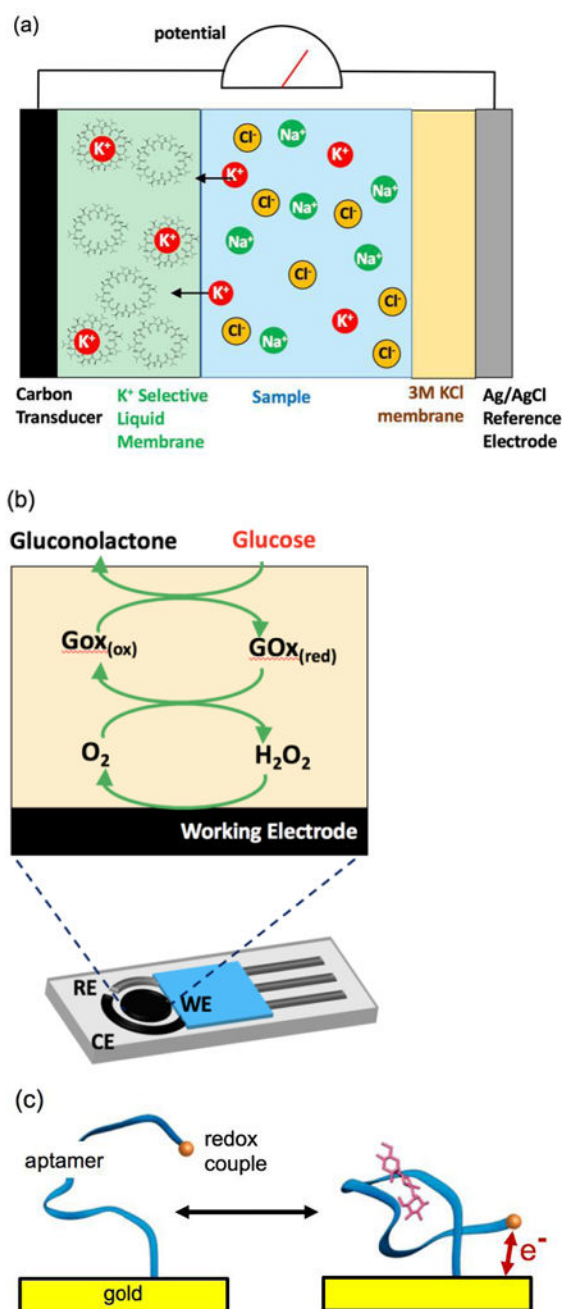 (a)
potential
Cl⁻ Na⁺
K⁺ K⁺
K⁺
Na⁺
Cl⁻ Na⁺ Cl⁻
K⁺ Na⁺
Na⁺
Cl⁻
K⁺ Cl⁻
K⁺ K⁺
Cl⁻
Na⁺
Cl⁻
Carbon
Transducer
K⁺ Selective
Liquid
Membrane
Sample
3M KCl
membrane
Ag/AgCl
Reference
Electrode
(b)
Gluconolactone Glucose
Gox(ox) GOx(red)
O₂ H₂O₂
Working Electrode
RE
WE
CE
(c)
aptamer
redox
couple
e⁻
gold